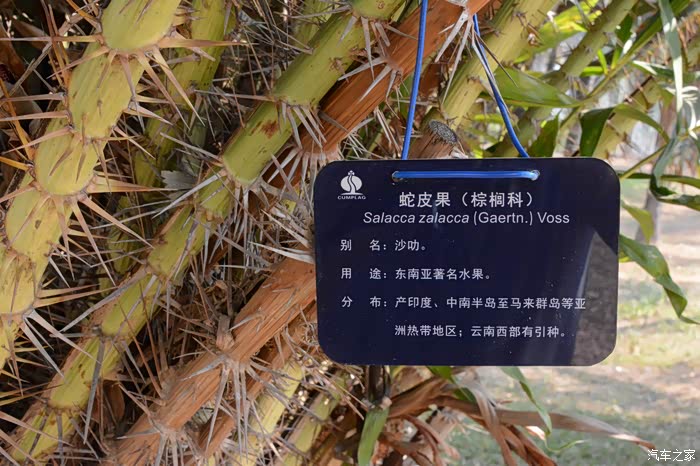 CUMPLAG
蛇皮果（棕榈科）
Salacca zalacca (Gaertn.) Voss
别　名：沙叻。
用　途：东南亚著名水果。
分　布：产印度、中南半岛至马来群岛等亚
洲热带地区；云南西部有引种。
汽车之家